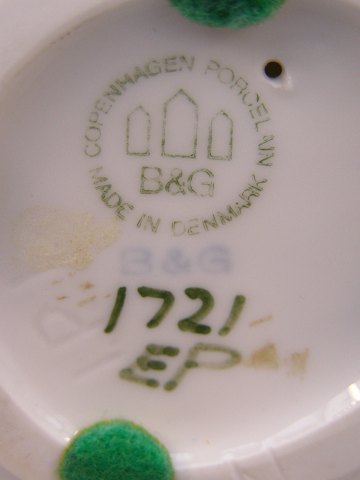 COPENHAGEN PORCELAIN
B&G
MADE IN DENMARK
B&G
1721
EP